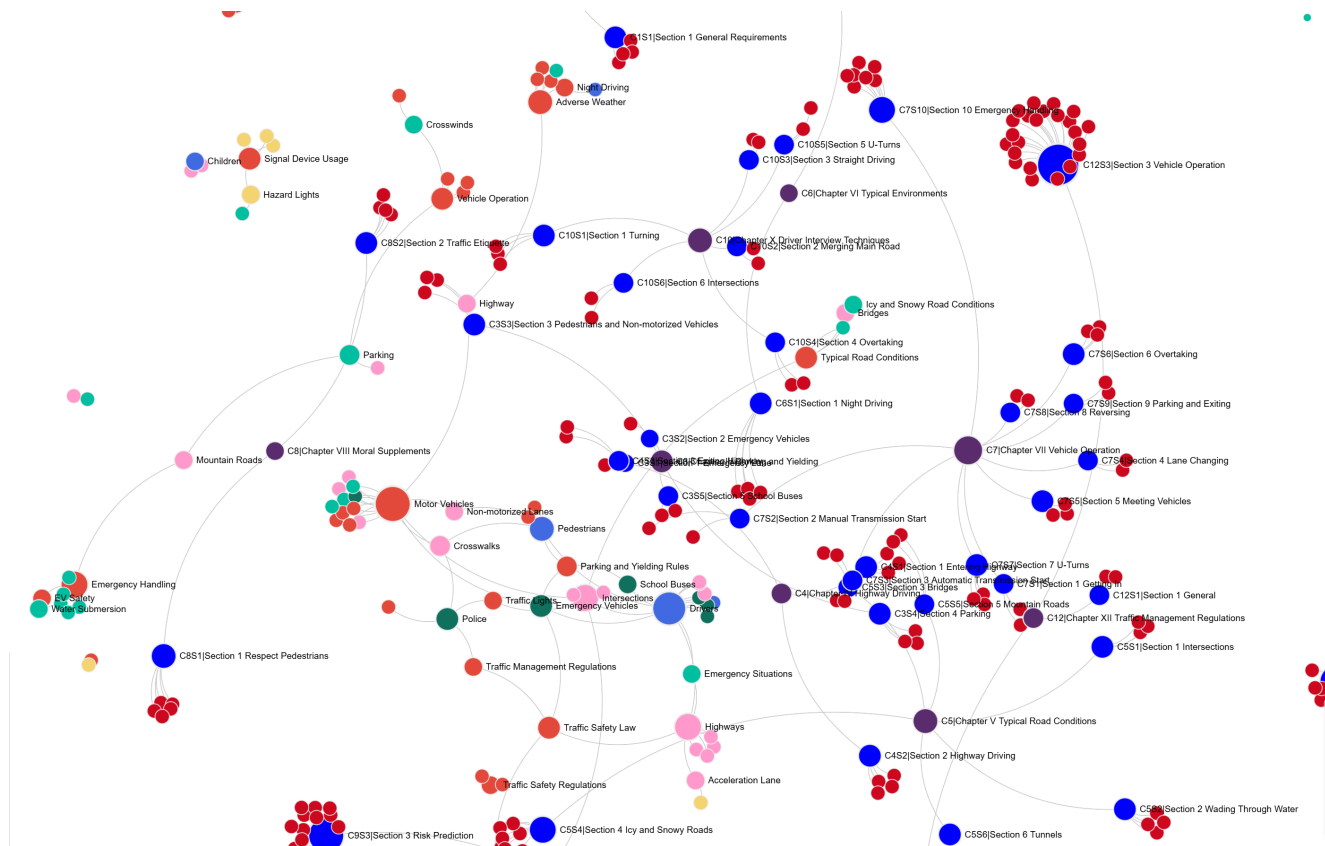 C1S1|Section 1 General Requirements
Night Driving
Adverse Weather
C7S10|Section 10 Emergency Handling
Crosswinds
C10S5|Section 5 U-Turns
C10S3|Section 3 Straight Driving
Children
Signal Device Usage
C12S3|Section 3 Vehicle Operation
Hazard Lights
Vehicle Operation
C6|Chapter VI Typical Environments
C8S2|Section 2 Traffic Etiquette
C10S1|Section 1 Turning
C10|Chapter X Driver Interview Techniques
C10S2|Section 2 Merging Main Road
C10S6|Section 6 Intersections
Highway
Icy and Snowy Road Conditions
Bridges
C3S3|Section 3 Pedestrians and Non-motorized Vehicles
C10S4|Section 4 Overtaking
Parking
Typical Road Conditions
C7S6|Section 6 Overtaking
C6S1|Section 1 Night Driving
C7S9|Section 9 Parking and Exiting
C7S8|Section 8 Reversing
C3S2|Section 2 Emergency Vehicles
C8|Chapter VIII Moral Supplements
C7|Chapter VII Vehicle Operation
Mountain Roads
and Yielding
C7S4|Section 4 Lane Changing
C3S5|Section 5 School Buses
C7S5|Section 5 Meeting Vehicles
Motor Vehicles
Non-motorized Lanes
C7S2|Section 2 Manual Transmission Start
Pedestrians
Crosswalks
Parking and Yielding Rules
C4S1|Section 1 Entering Highway
C7S7|Section 7 U-Turns
C7S3|Section 3 Automatic Transmission Start
C7S1|Section 1 Getting In
C5S3|Section 3 Bridges
Emergency Handling
School Buses
EV Safety
Water Submersion
Traffic Lights
Emergency Vehicles
Intersections
Drivers
C4|Chapter IV Highway Driving
C12S1|Section 1 General
C5S5|Section 5 Mountain Roads
C3S4|Section 4 Parking
C12|Chapter XII Traffic Management Regulations
Police
C5S1|Section 1 Intersections
C8S1|Section 1 Respect Pedestrians
Traffic Management Regulations
Emergency Situations
C5|Chapter V Typical Road Conditions
Traffic Safety Law
Highways
C4S2|Section 2 Highway Driving
Acceleration Lane
Traffic Safety Regulations
C5S2|Section 2 Wading Through Water
C9S3|Section 3 Risk Prediction
C5S4|Section 4 Icy and Snowy Roads
C5S6|Section 6 Tunnels